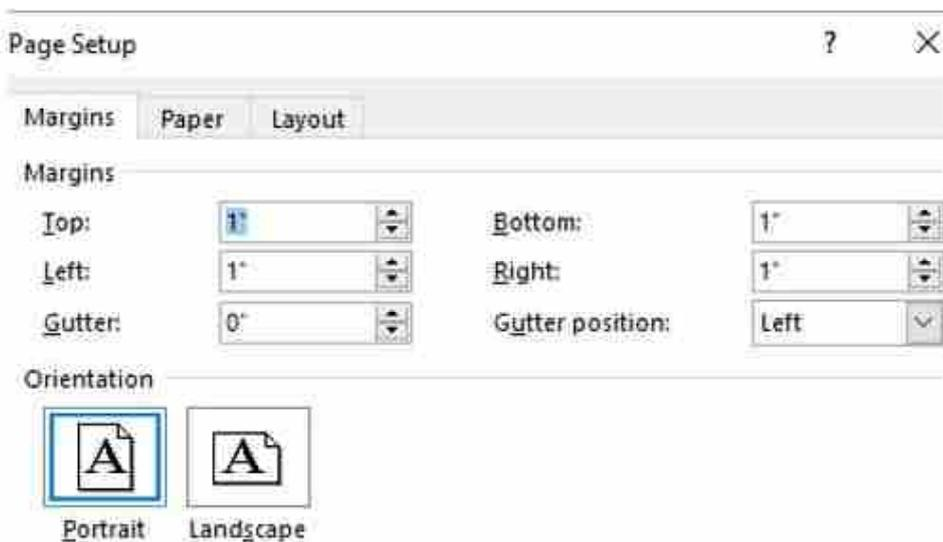 Page Setup ? ×
Margins Paper Layout
Margins
Top: 1" Bottom: 1"
Left: 1" Right: 1"
Gutter: 0" Gutter position: Left
Orientation
A A
Portrait Landscape